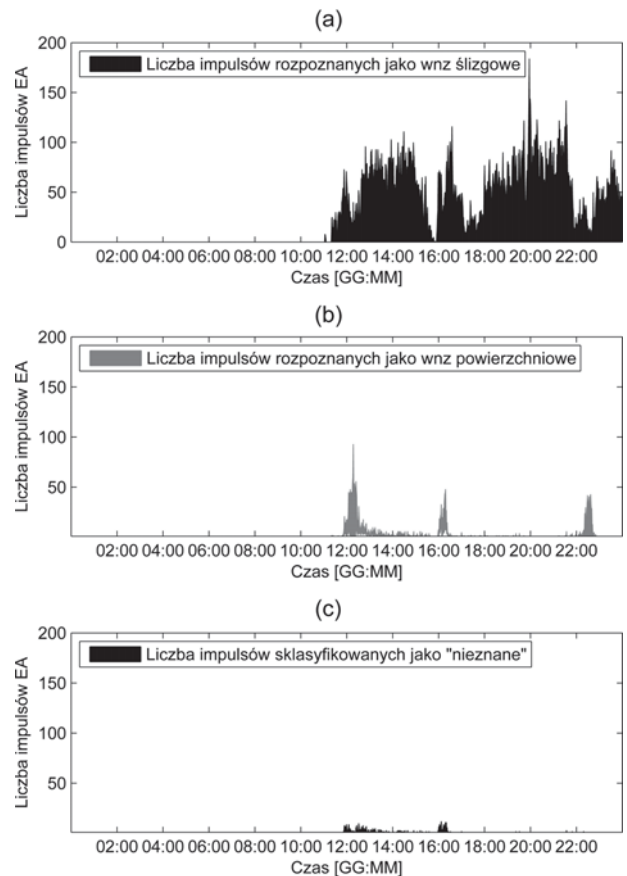 (a)
200
Liczba impulsów rozpoznanych jako wnz ślizgowe
150
100
50
0
Liczba impulsów EA
02:00 04:00 06:00 08:00 10:00 12:00 14:00 16:00 18:00 20:00 22:00
Czas [GG:MM]
(b)
200
Liczba impulsów rozpoznanych jako wnz powierzchniowe
150
100
50
Liczba impulsów EA
02:00 04:00 06:00 08:00 10:00 12:00 14:00 16:00 18:00 20:00 22:00
Czas [GG:MM]
(c)
200
Liczba impulsów sklasyfikowanych jako "nieznane"
150
100
50
Liczba impulsów EA
02:00 04:00 06:00 08:00 10:00 12:00 14:00 16:00 18:00 20:00 22:00
Czas [GG:MM]